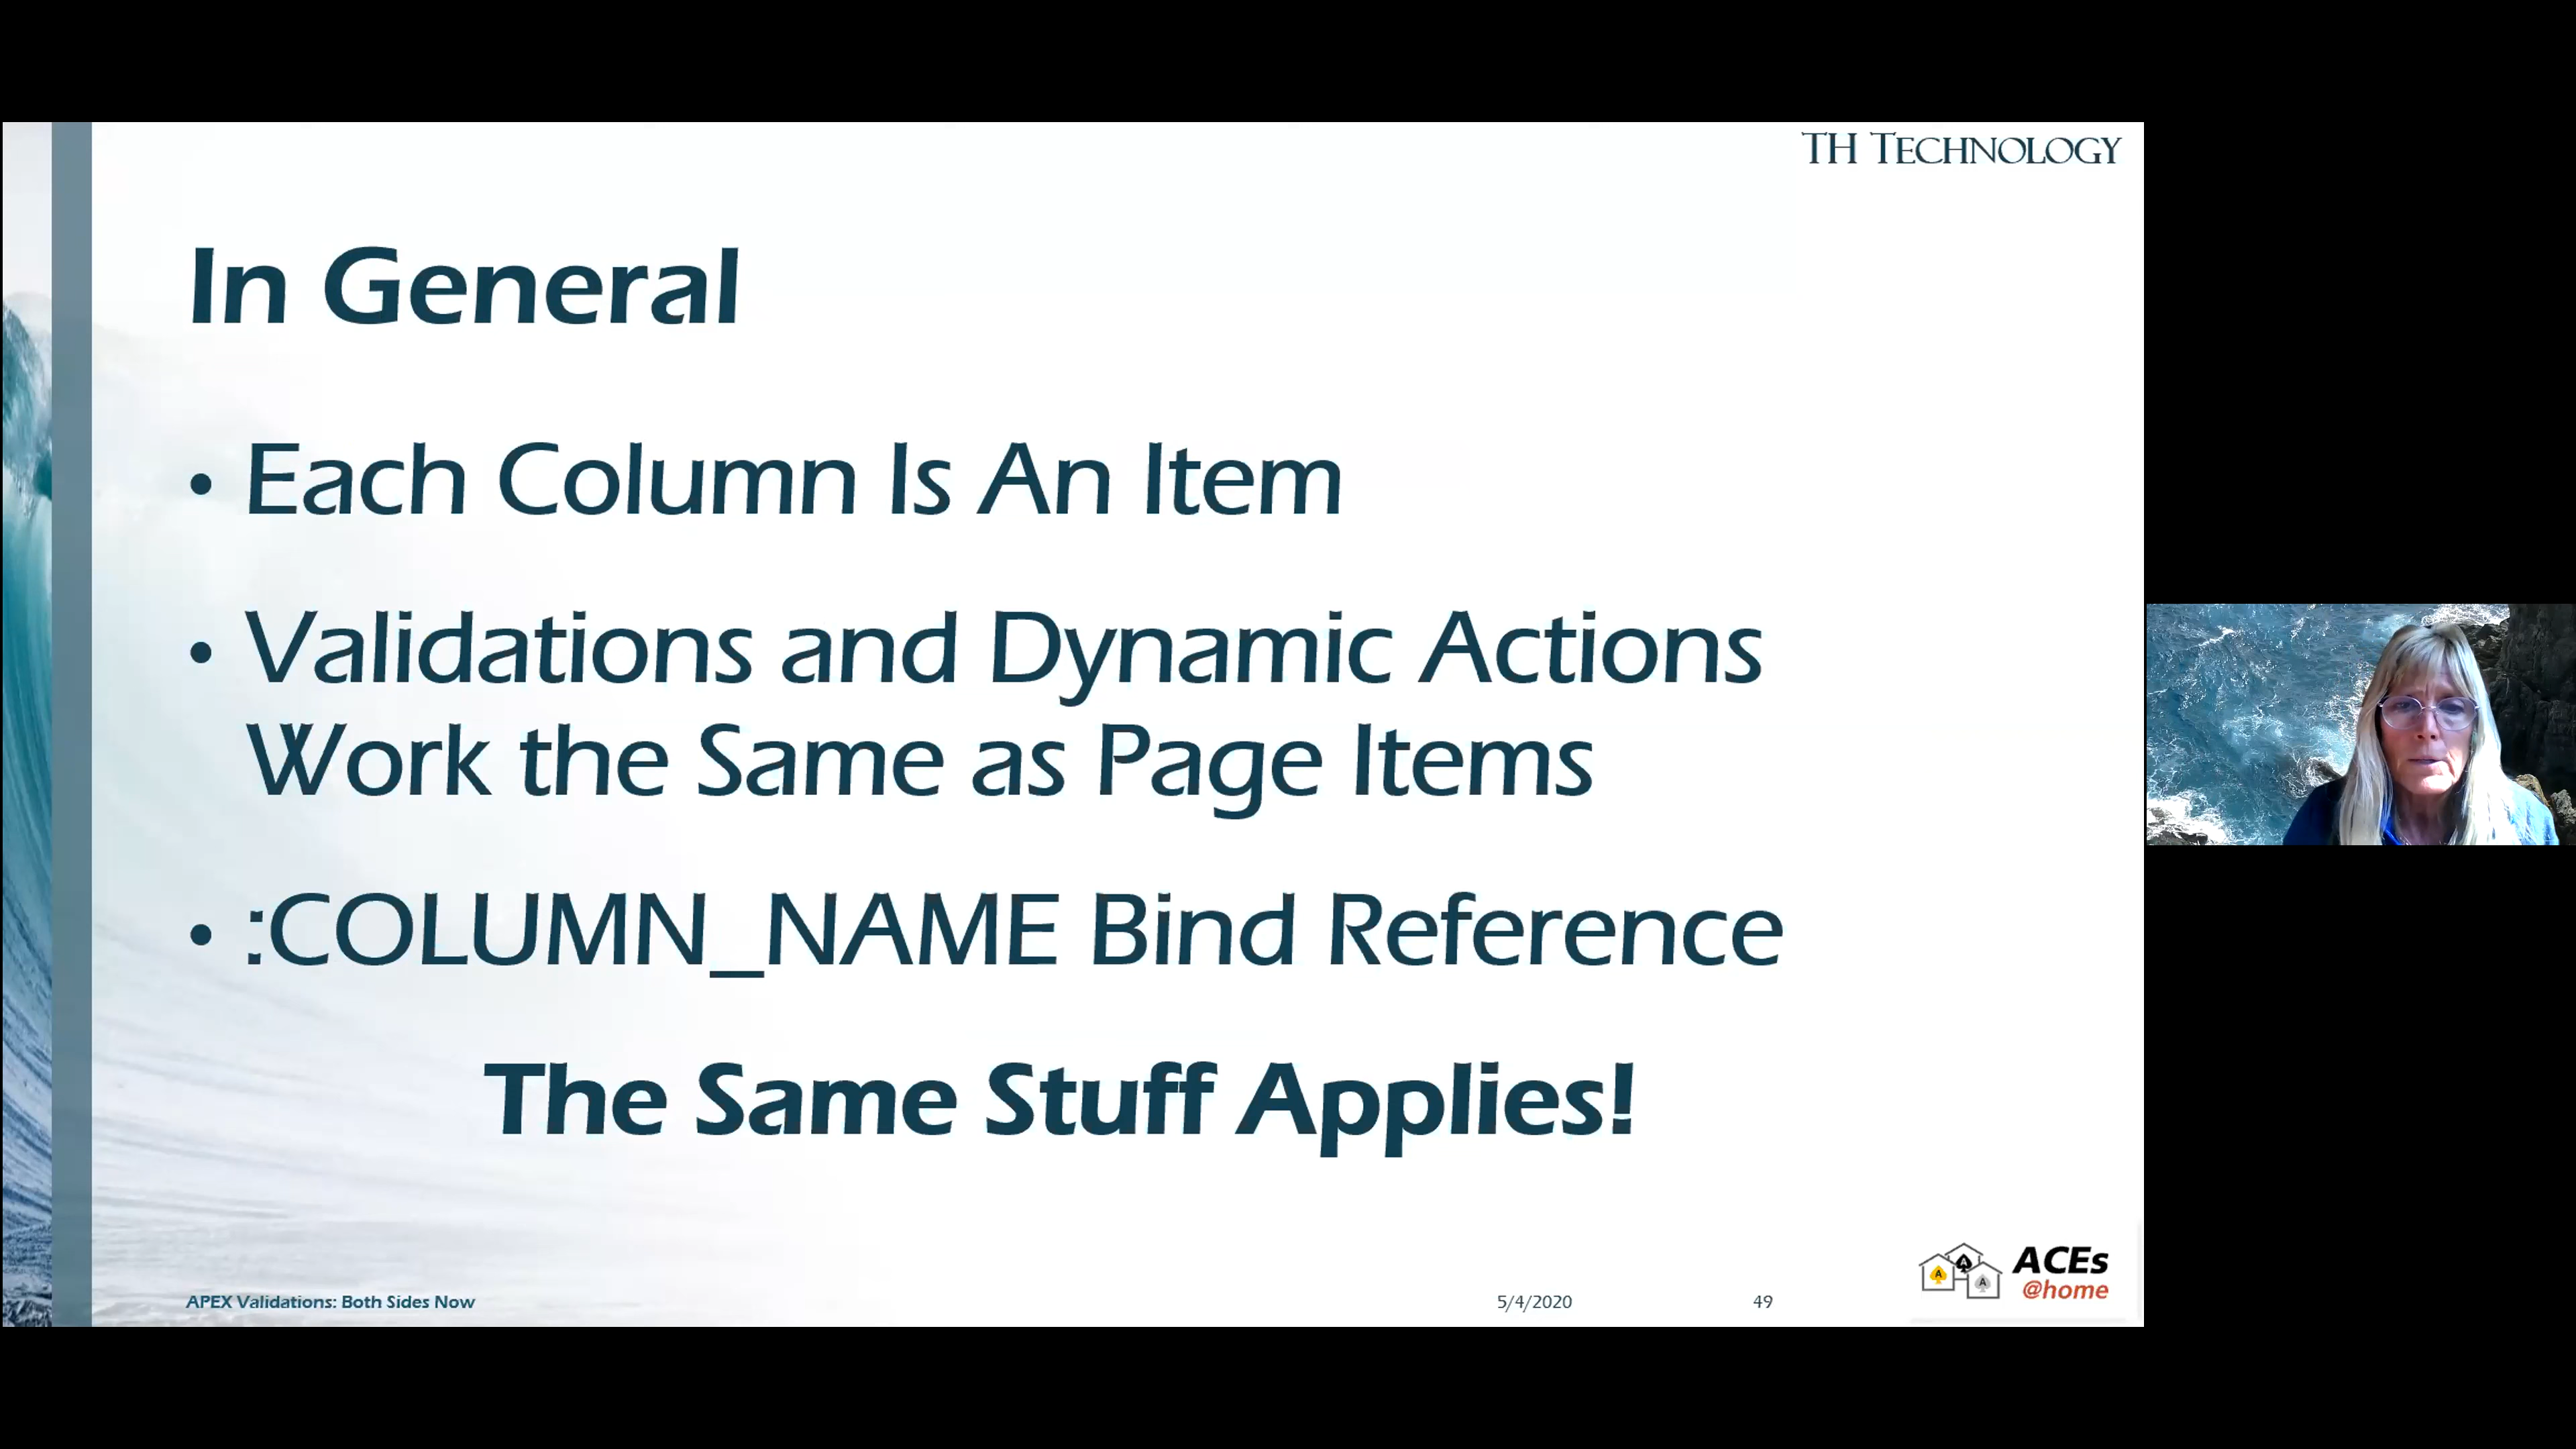 TH TECHNOLOGY
In General
• Each Column Is An Item
• Validations and Dynamic Actions
Work the Same as Page Items
• :COLUMN_NAME Bind Reference
The Same Stuff Applies!
A A A
ACEs
@home
APEX Validations: Both Sides Now
5/4/2020
49